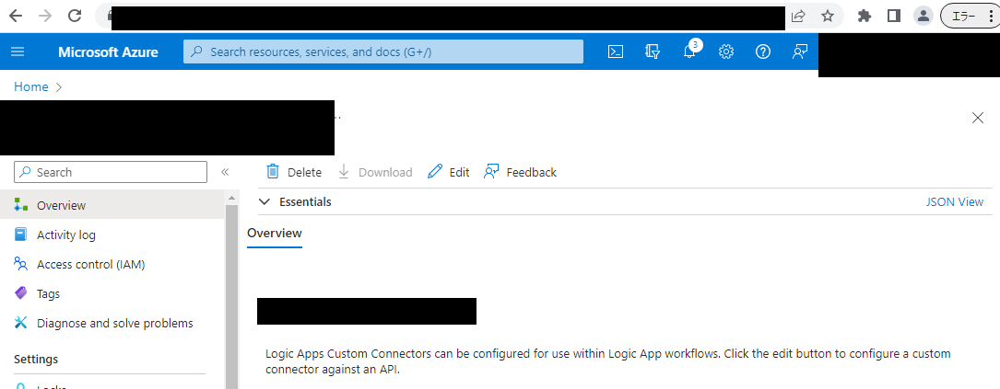 エラー
Microsoft Azure
Search resources, services, and docs (G+/)
3
Home
Search
Delete
Download
Edit
Feedback
Overview
Essentials
JSON View
Activity log
Overview
Access control (IAM)
Tags
Diagnose and solve problems
Settings
Logic Apps Custom Connectors can be configured for use within Logic App workflows. Click the edit button to configure a custom
connector against an API.
Locks